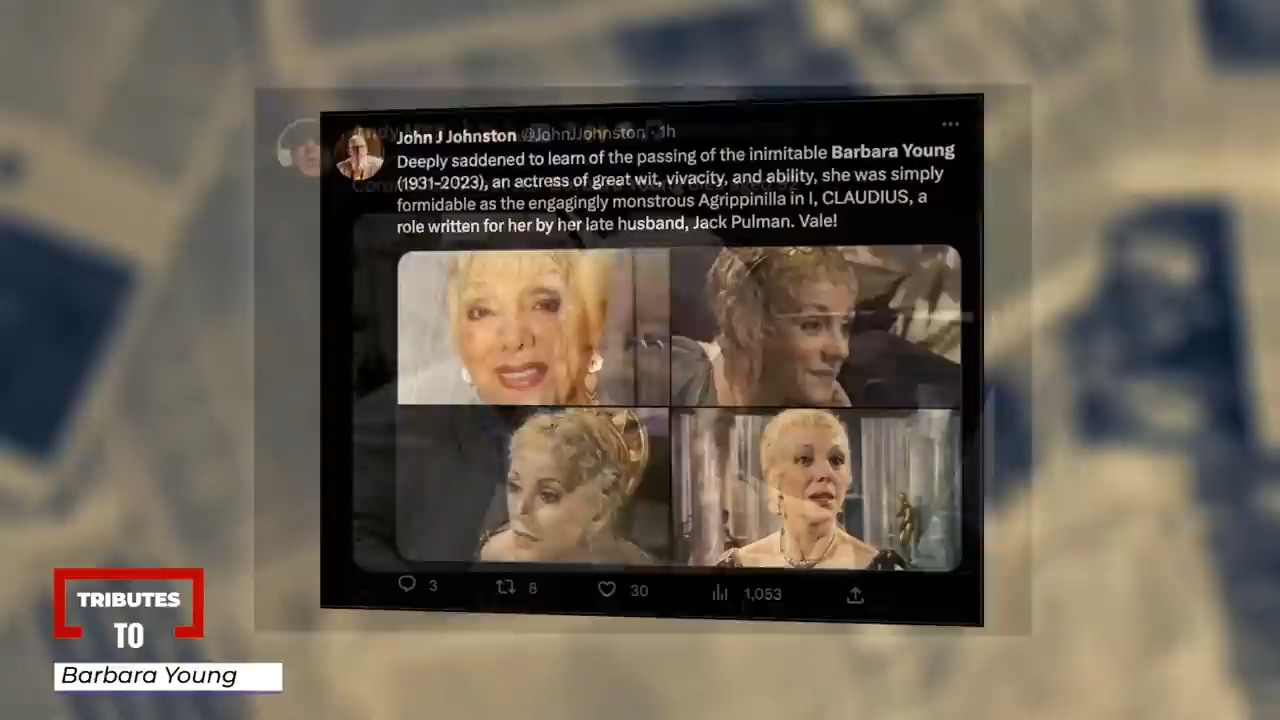 John J Johnston @JohnJJohnston · 1h
Deeply saddened to learn of the passing of the inimitable Barbara Young
(1931-2023), an actress of great wit, vivacity, and ability, she was simply
formidable as the engagingly monstrous Agrippinilla in I, CLAUDIUS, a
role written for her by her late husband, Jack Pulman. Vale!
3 8 30 1,053
TRIBUTES
TO
Barbara Young